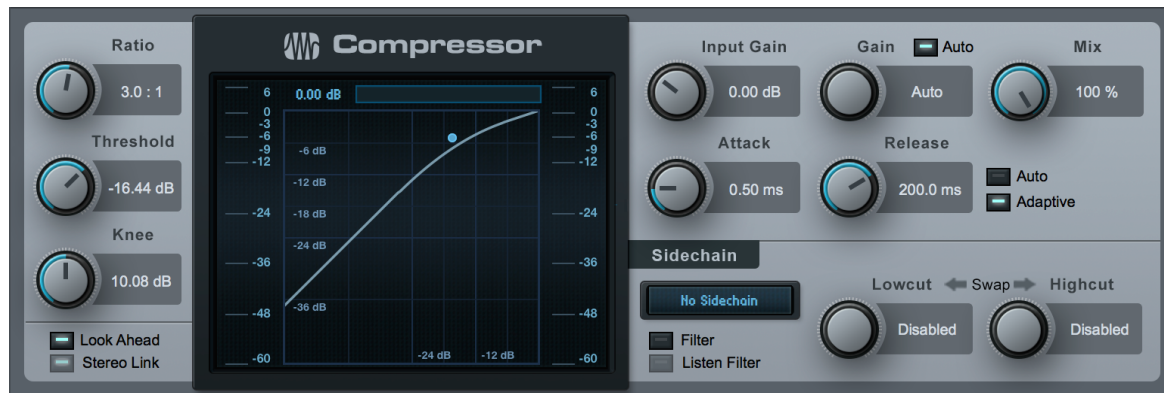 Ratio
3.0 : 1
Threshold
-16.44 dB
Knee
10.08 dB
Look Ahead
Stereo Link
Compressor
6
0
-3
-6
-9
-12
-24
-36
-48
-60
0.00 dB
-6 dB
-12 dB
-18 dB
-24 dB
-36 dB
-24 dB
-12 dB
6
0
-3
-6
-9
-12
-24
-36
-48
-60
Input Gain
0.00 dB
Gain
Auto
Auto
Mix
100 %
Attack
0.50 ms
Release
200.0 ms
Auto
Adaptive
Sidechain
No Sidechain
Filter
Listen Filter
Lowcut
Swap
Highcut
Disabled
Disabled